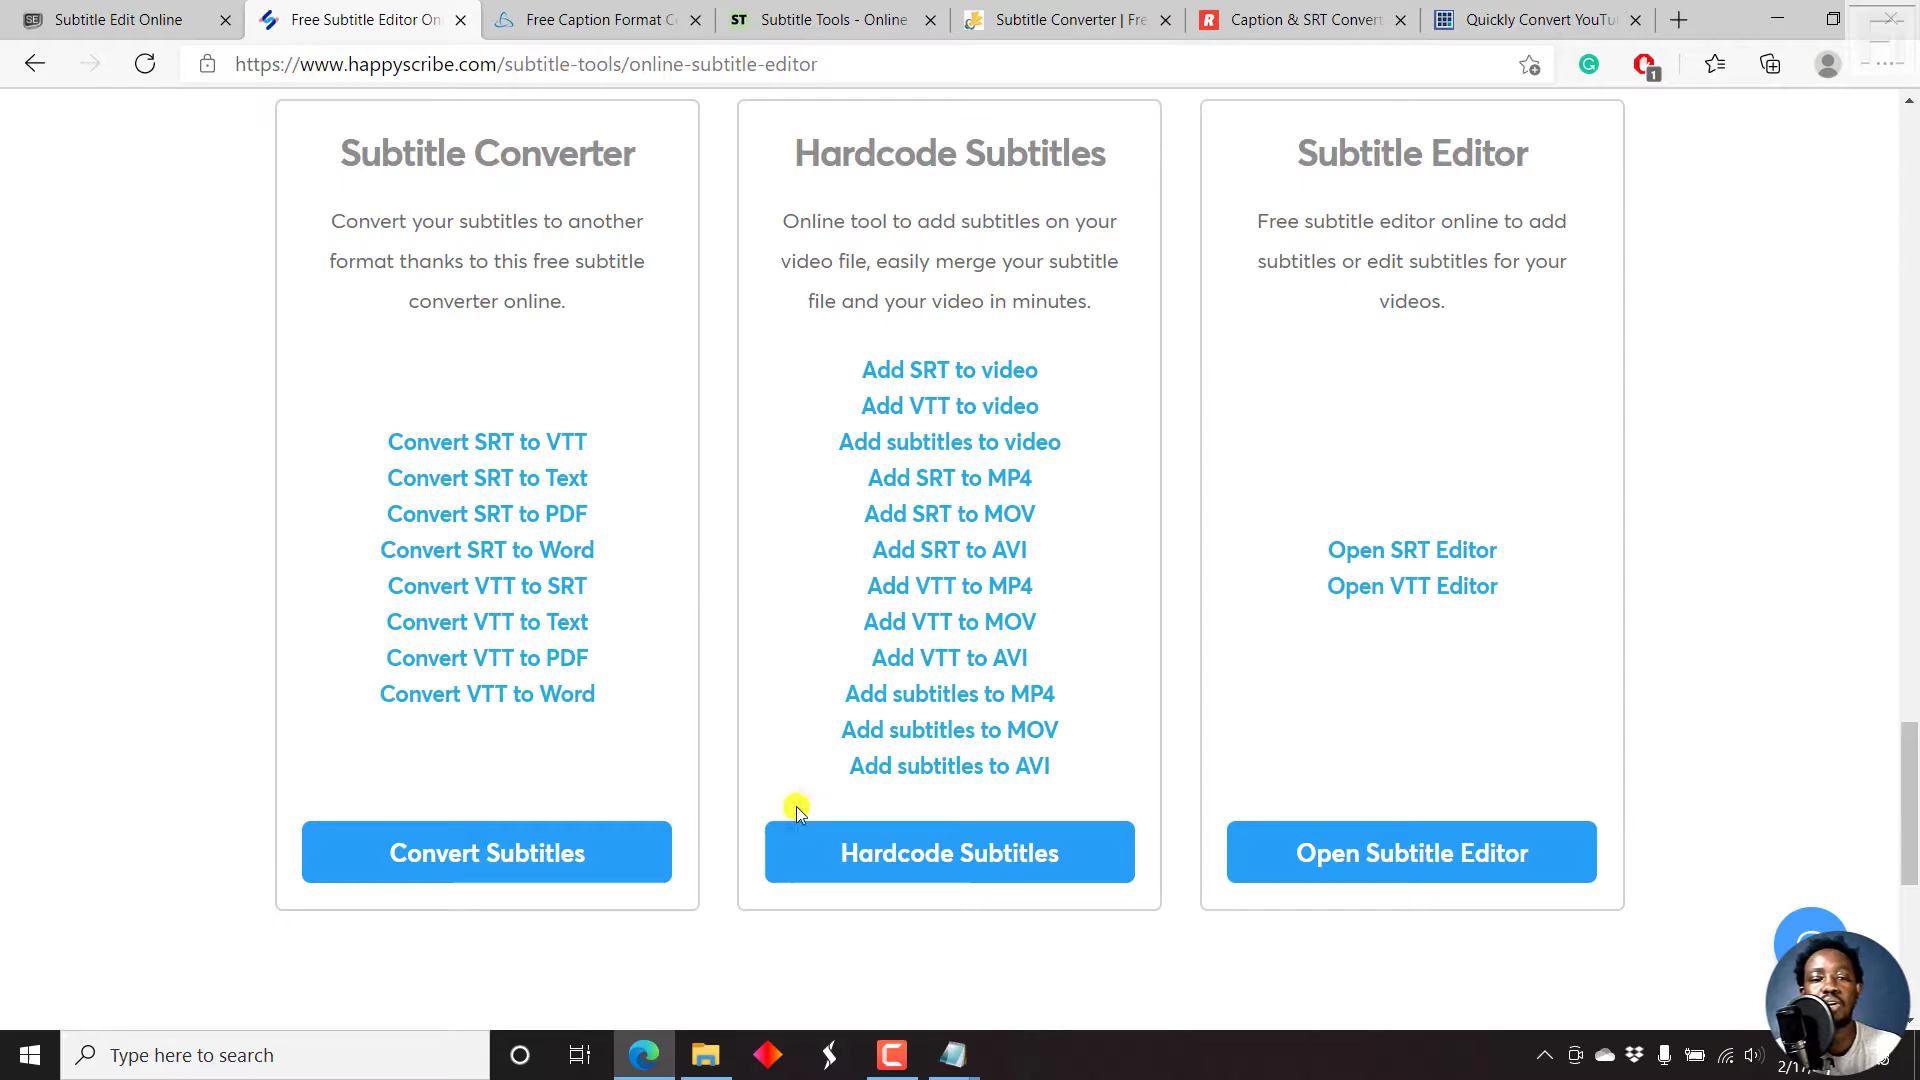 Subtitle Edit Online
Free Subtitle Editor On
Free Caption Format C
ST
Subtitle Tools - Online
Subtitle Converter | Fre
R
Caption & SRT Convert
Quickly Convert YouTu
https://www.happyscribe.com/subtitle-tools/online-subtitle-editor
1
Subtitle Converter
Convert your subtitles to another
format thanks to this free subtitle
converter online.
Convert SRT to VTT
Convert SRT to Text
Convert SRT to PDF
Convert SRT to Word
Convert VTT to SRT
Convert VTT to Text
Convert VTT to PDF
Convert VTT to Word
Convert Subtitles
Hardcode Subtitles
Online tool to add subtitles on your
video file, easily merge your subtitle
file and your video in minutes.
Add SRT to video
Add VTT to video
Add subtitles to video
Add SRT to MP4
Add SRT to MOV
Add SRT to AVI
Add VTT to MP4
Add VTT to MOV
Add VTT to AVI
Add subtitles to MP4
Add subtitles to MOV
Add subtitles to AVI
Hardcode Subtitles
Subtitle Editor
Free subtitle editor online to add
subtitles or edit subtitles for your
videos.
Open SRT Editor
Open VTT Editor
Open Subtitle Editor
Type here to search